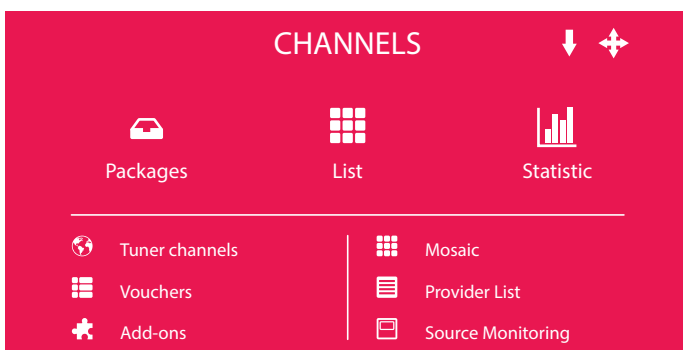 CHANNELS
Packages
List
Statistic
Tuner channels
Mosaic
Vouchers
Provider List
Add-ons
Source Monitoring